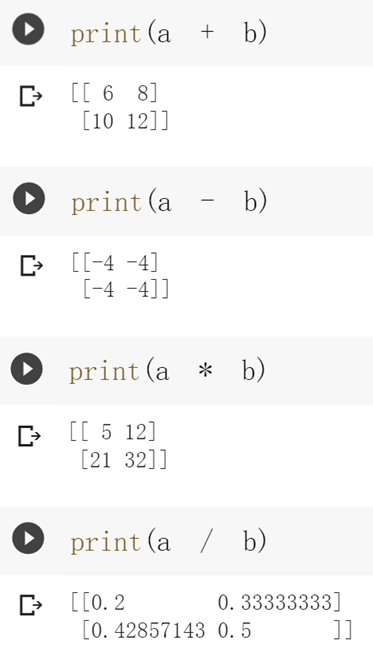 print(a + b)
[[ 6  8]
 [10 12]]
print(a - b)
[[-4 -4]
 [-4 -4]]
print(a * b)
[[ 5 12]
 [21 32]]
print(a / b)
[[0.2        0.33333333]
 [0.42857143 0.5       ]]